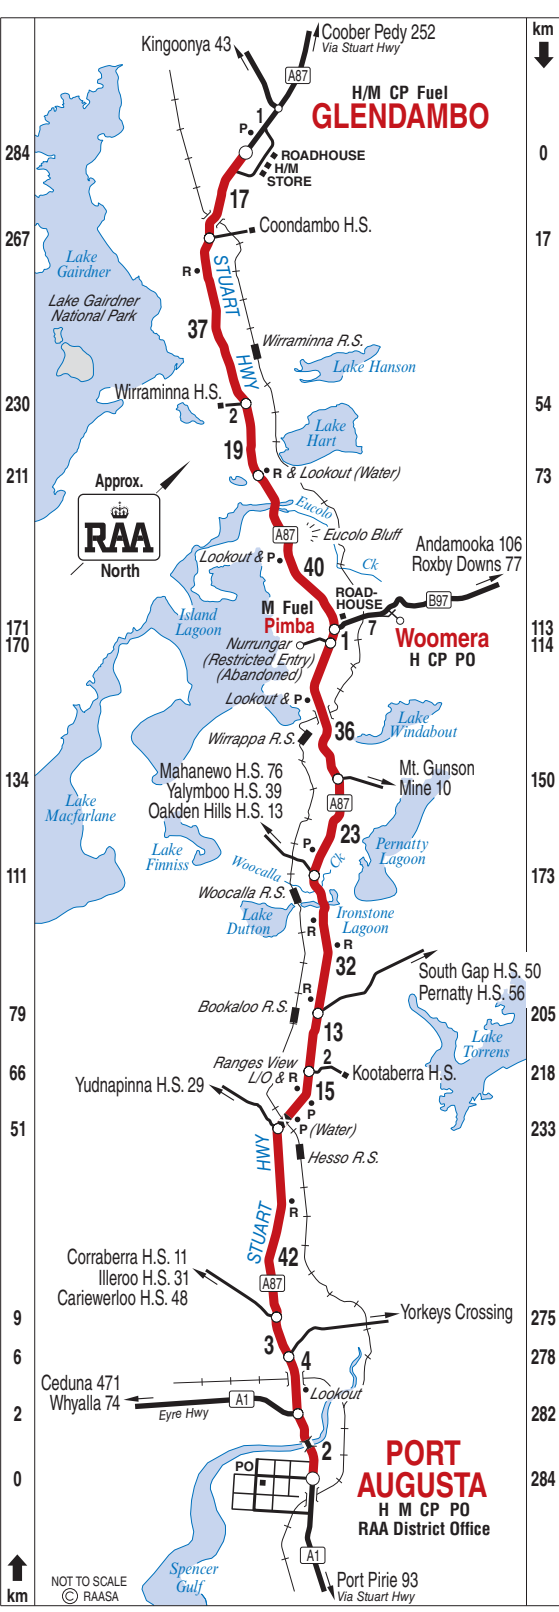 km
Coober Pedy 252
Via Stuart Hwy
Kingoonya 43
A87
H/M CP Fuel
GLENDAMBO
1
P
284
0
ROADHOUSE
H/M
STORE
17
267
Coondambo H.S.
17
Lake
Gairdner
R
STUART
Lake Gairdner
National Park
37
Wirraminna R.S.
HWY
Lake Hanson
Wirraminna H.S.
230
2
54
Lake
Hart
19
211
R & Lookout (Water)
73
Approx.
RAA
North
Eucolo
A87
Eucolo Bluff
Lookout & P
40
Ck
Andamooka 106
Roxby Downs 77
ROAD-
HOUSE
B97
Island
Lagoon
M Fuel
Pimba
171
170
1
7
Woomera
H CP PO
113
114
Nurrungar
(Restricted Entry)
(Abandoned)
Lookout & P
36
Lake
Windabout
Wirrappa R.S.
Mahanewo H.S. 76
Yalymboo H.S. 39
Oakden Hills H.S. 13
134
Mt. Gunson
Mine 10
150
A87
Lake
Macfarlane
23
P
Lake
Finniss
Pernatty
Lagoon
Woocalla
Ck
111
173
Woocalla R.S.
Lake
Dutton
Ironstone
Lagoon
R
R
32
South Gap H.S. 50
Pernatty H.S. 56
R
Bookaloo R.S.
79
205
13
Lake
Torrens
2
Ranges View
L/O & R
66
Kootaberra H.S.
218
Yudnapinna H.S. 29
15
P
51
P (Water)
233
HWY
Hesso R.S.
R
STUART
42
Corraberra H.S. 11
Illeroo H.S. 31
Cariewerloo H.S. 48
A87
9
Yorkeys Crossing
275
3
6
4
278
Ceduna 471
Whyalla 74
Lookout
A1
Eyre Hwy
2
282
2
PORT
AUGUSTA
PO
0
284
H M CP PO
RAA District Office
A1
Spencer
Gulf
Port Pirie 93
Via Stuart Hwy
km
NOT TO SCALE
© RAASA